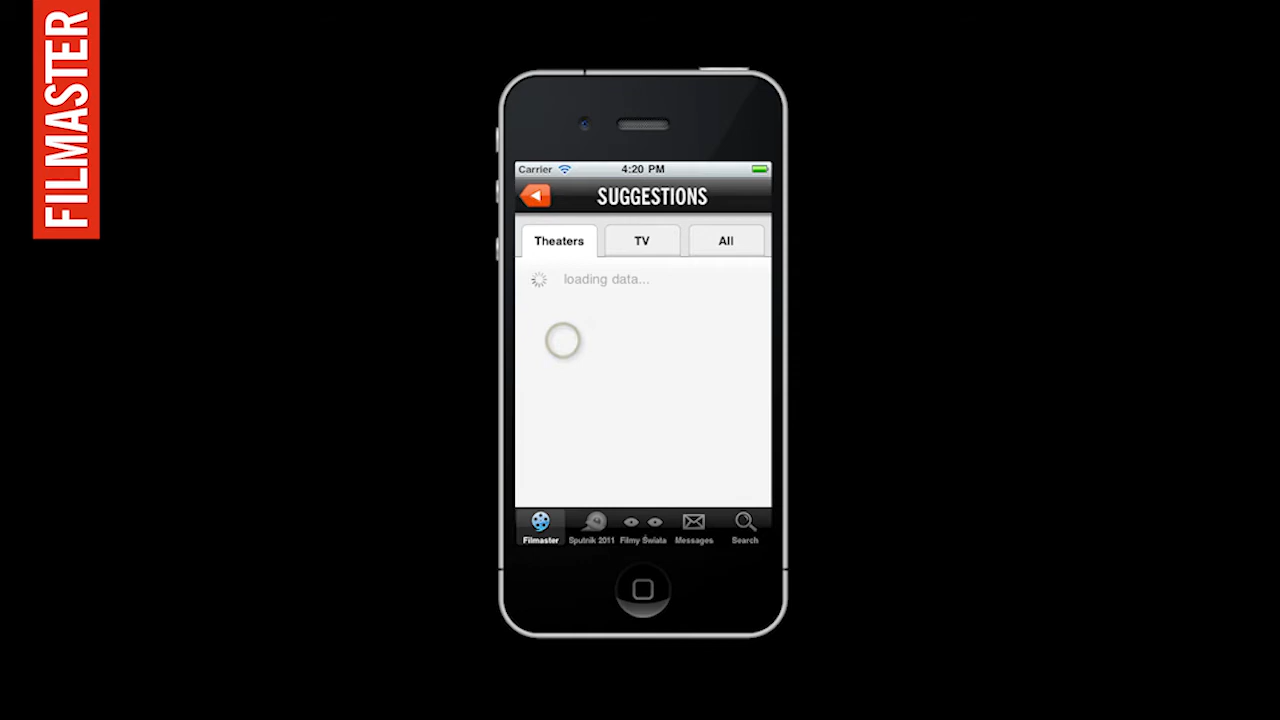 FILMASTER
Carrier 4:20 PM
SUGGESTIONS
Theaters TV All
loading data...
Filmaster Sputnik 2011 Filmy Świata Messages Search